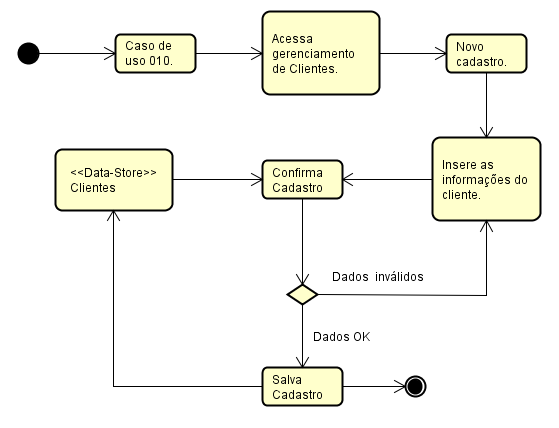 Caso de
uso 010.
Acessa
gerenciamento
de Clientes.
Novo
cadastro.
<<Data-Store>>
Clientes
Confirma
Cadastro
Insere as
informações do
cliente.
Dados  inválidos
Dados OK
Salva
Cadastro